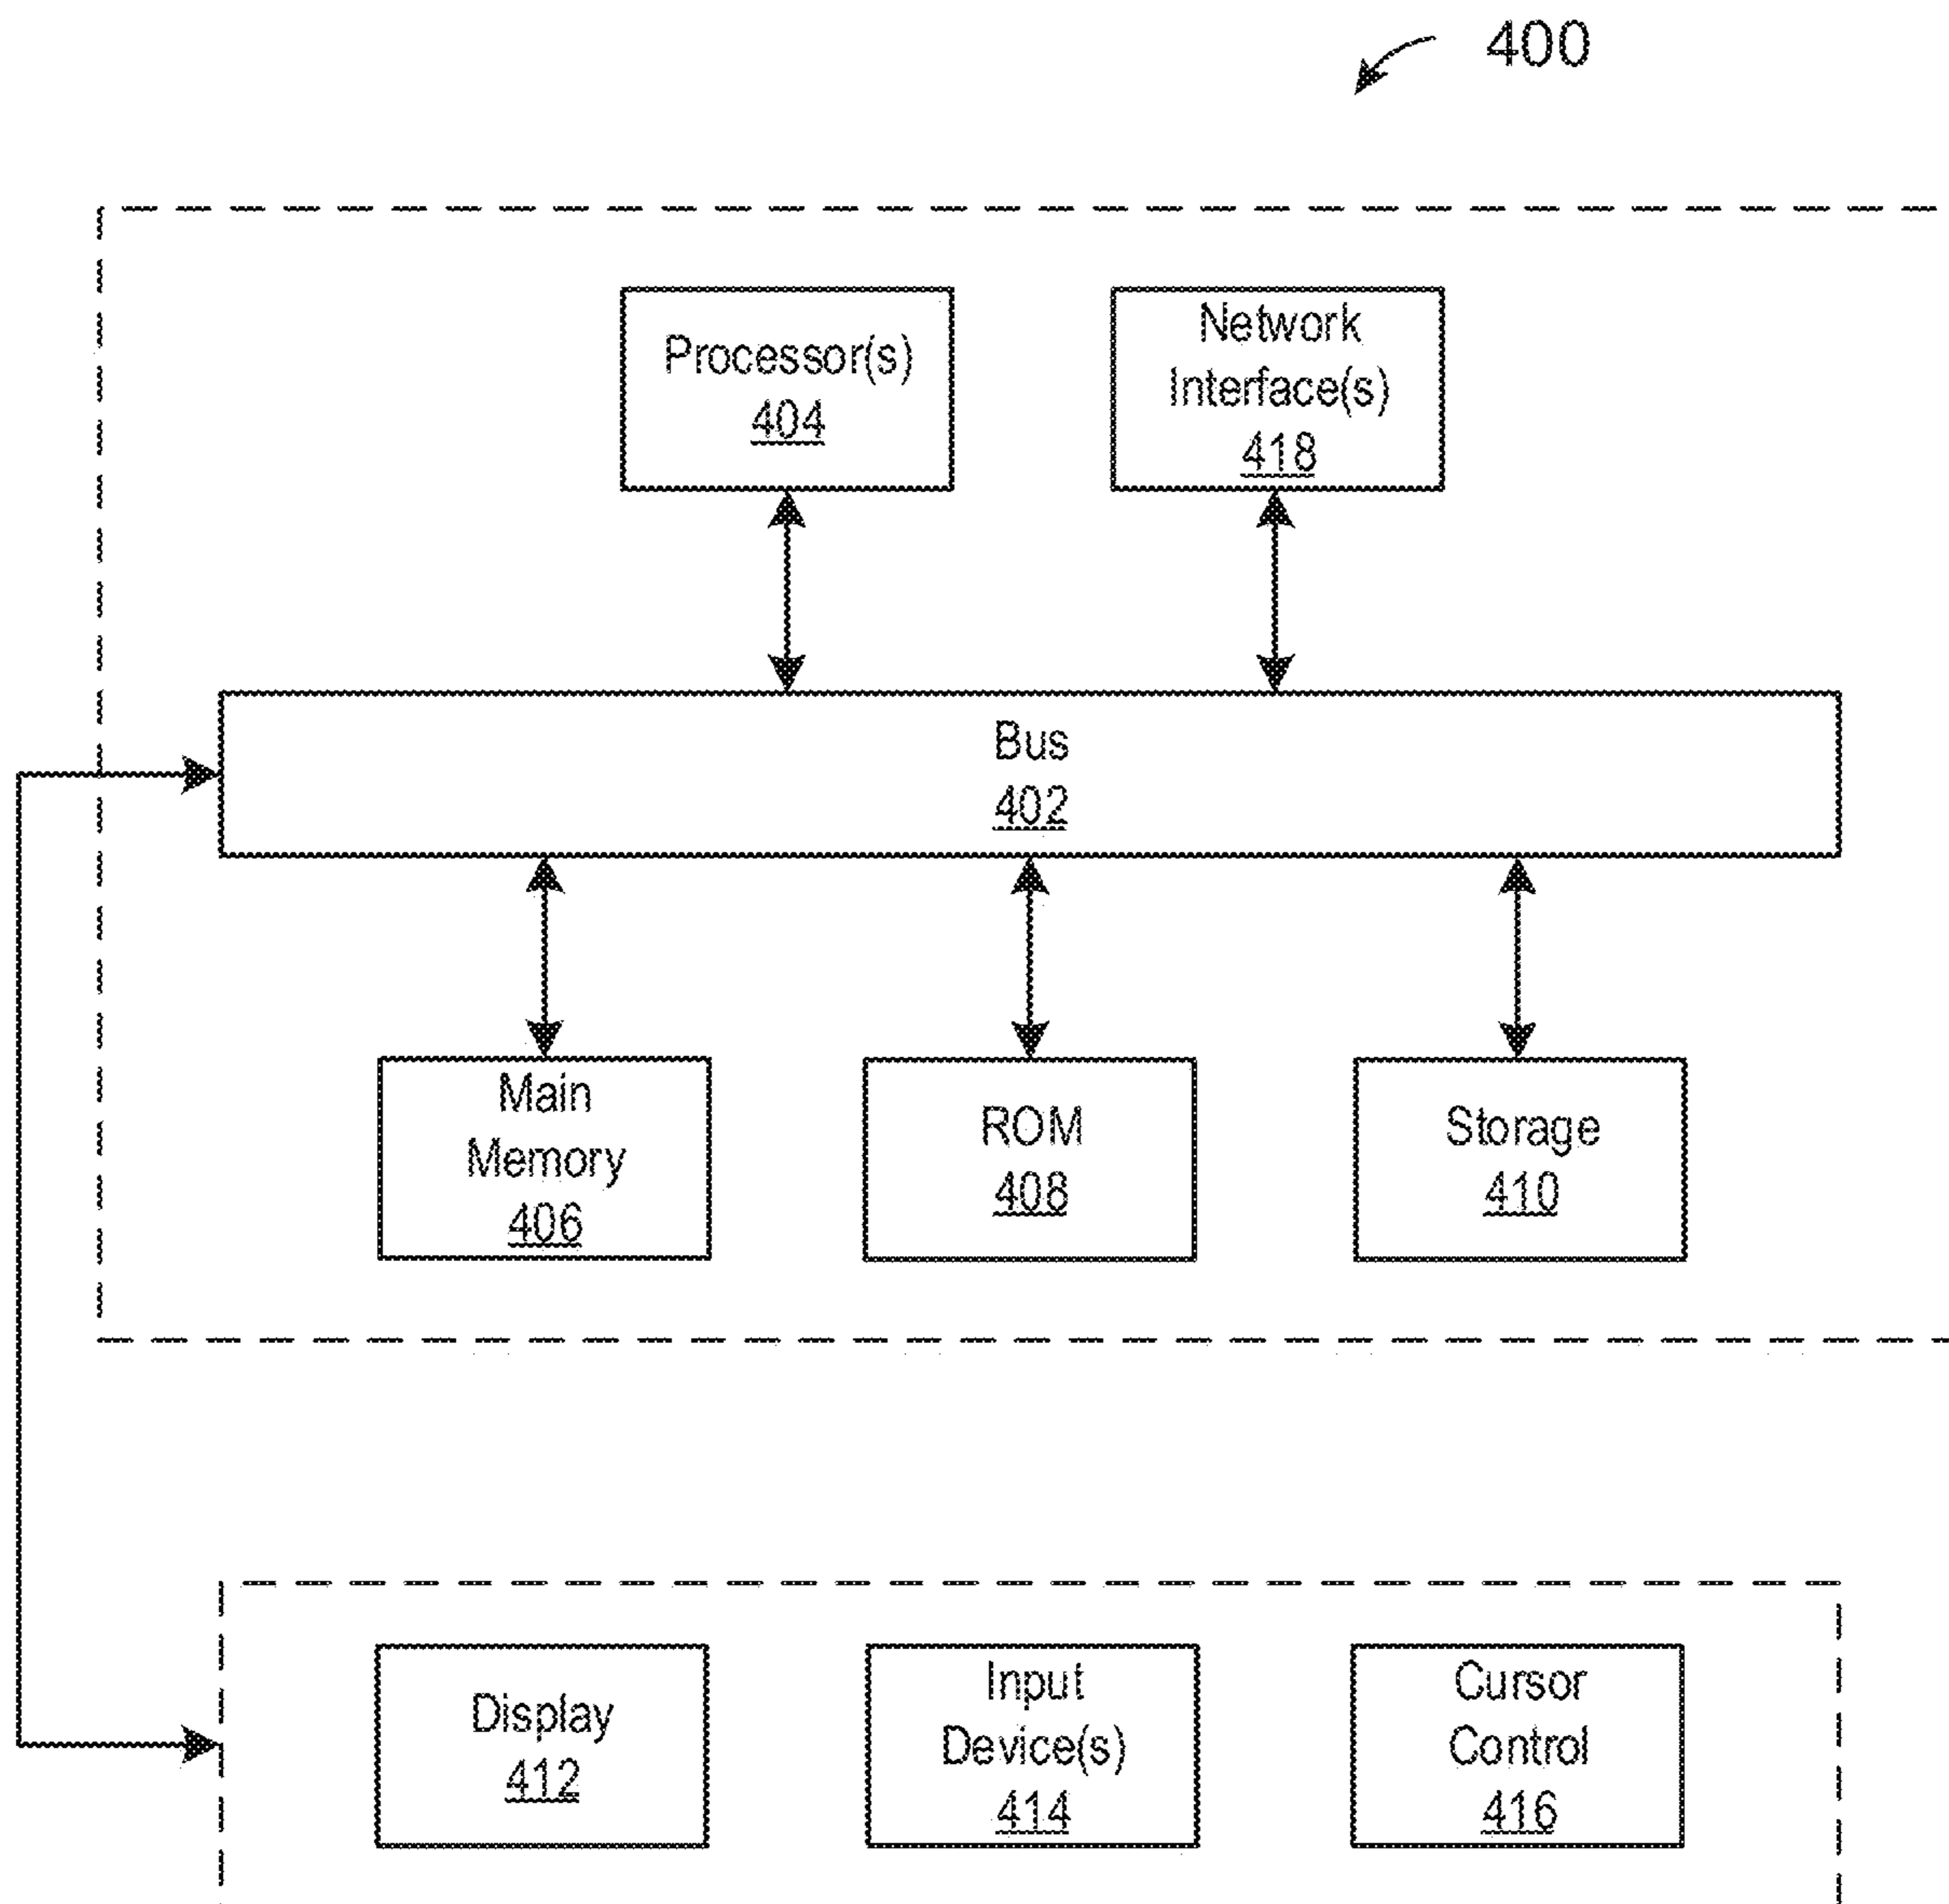 400
Processor(s)
404
Network
Interface(s)
418
Bus
402
Main
Memory
406
ROM
408
Storage
410
Display
412
Input
Device(s)
414
Cursor
Control
416